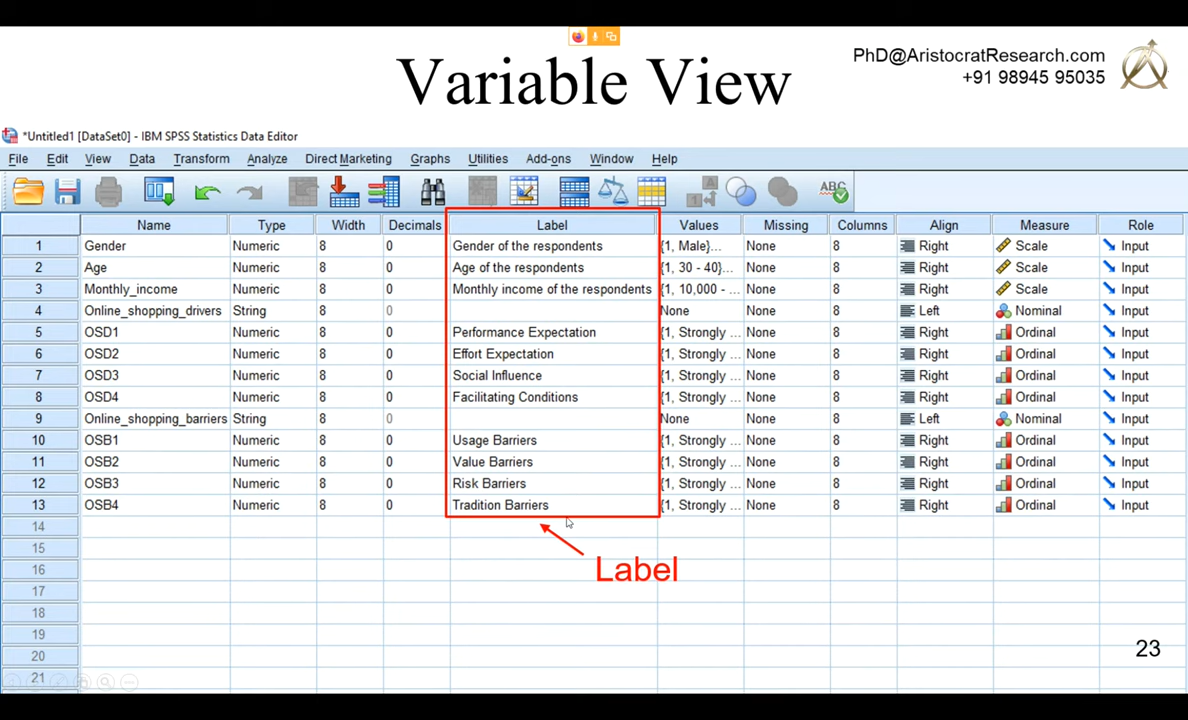 Variable View
PhD@AristocratResearch.com
+91 98945 95035
*Untitled1 [DataSet0] - IBM SPSS Statistics Data Editor
File Edit View Data Transform Analyze Direct Marketing Graphs Utilities Add-ons Window Help
Name Type Width Decimals Label Values Missing Columns Align Measure Role
1 Gender Numeric 8 0 Gender of the respondents {1, Male}... None 8 Right Scale Input
2 Age Numeric 8 0 Age of the respondents {1, 30 - 40}... None 8 Right Scale Input
3 Monthly_income Numeric 8 0 Monthly income of the respondents {1, 10,000 - ... None 8 Right Scale Input
4 Online_shopping_drivers String 8 0 None None 8 Left Nominal Input
5 OSD1 Numeric 8 0 Performance Expectation {1, Strongly ... None 8 Right Ordinal Input
6 OSD2 Numeric 8 0 Effort Expectation {1, Strongly ... None 8 Right Ordinal Input
7 OSD3 Numeric 8 0 Social Influence {1, Strongly ... None 8 Right Ordinal Input
8 OSD4 Numeric 8 0 Facilitating Conditions {1, Strongly ... None 8 Right Ordinal Input
9 Online_shopping_barriers String 8 0 None None 8 Left Nominal Input
10 OSB1 Numeric 8 0 Usage Barriers {1, Strongly ... None 8 Right Ordinal Input
11 OSB2 Numeric 8 0 Value Barriers {1, Strongly ... None 8 Right Ordinal Input
12 OSB3 Numeric 8 0 Risk Barriers {1, Strongly ... None 8 Right Ordinal Input
13 OSB4 Numeric 8 0 Tradition Barriers {1, Strongly ... None 8 Right Ordinal Input
14
15
16
Label
17
18
19
20
23
21